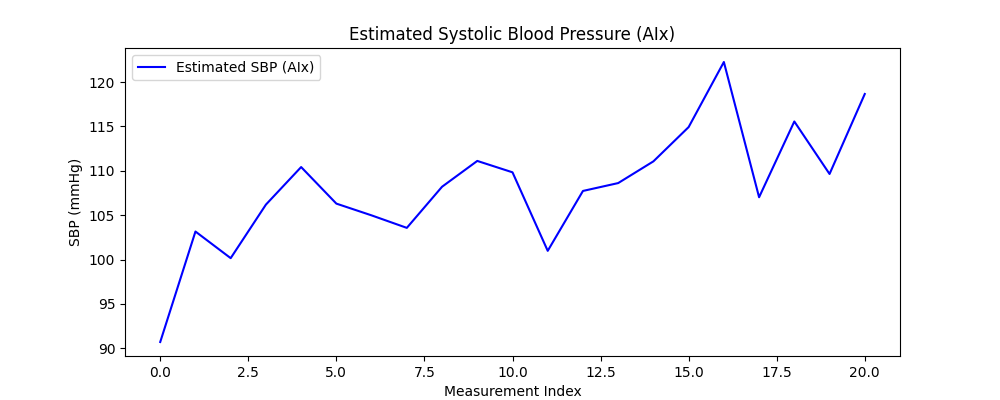 Estimated Systolic Blood Pressure (AIx)
Estimated SBP (AIx)
SBP (mmHg)
120
115
110
105
100
95
90
0.0 2.5 5.0 7.5 10.0 12.5 15.0 17.5 20.0
Measurement Index